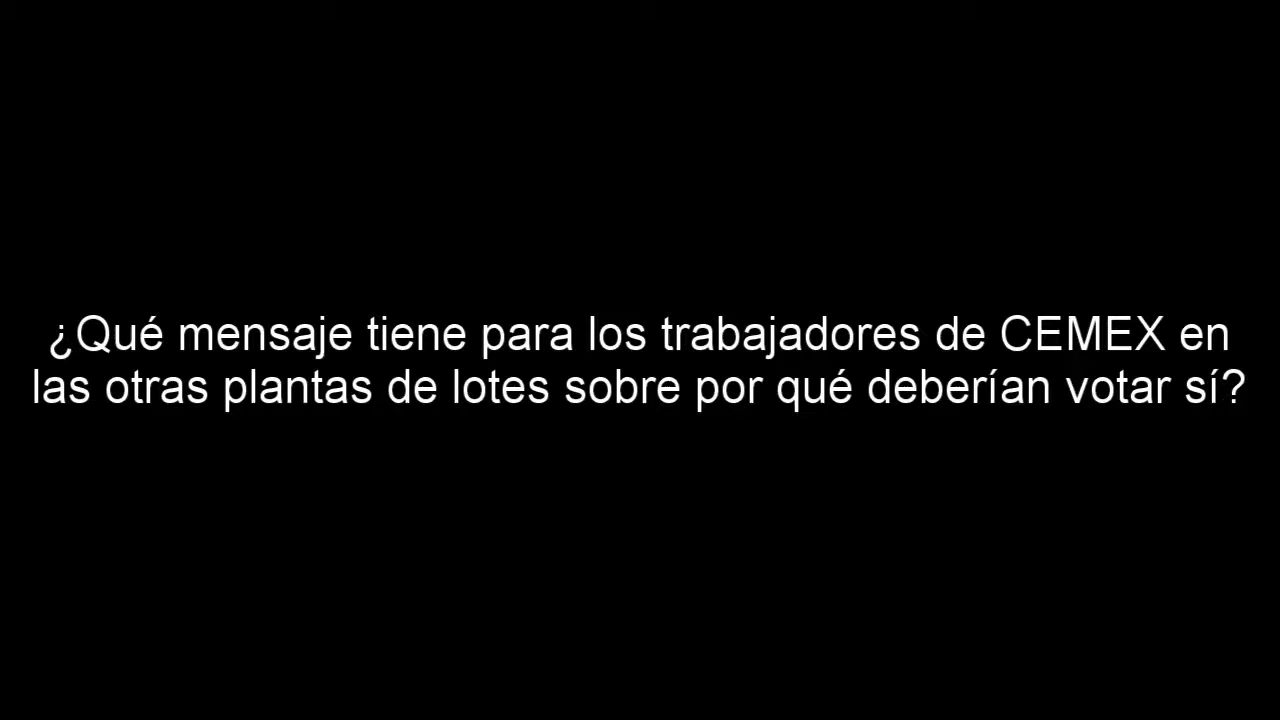 ¿Qué mensaje tiene para los trabajadores de CEMEX en
las otras plantas de lotes sobre por qué deberían votar sí?